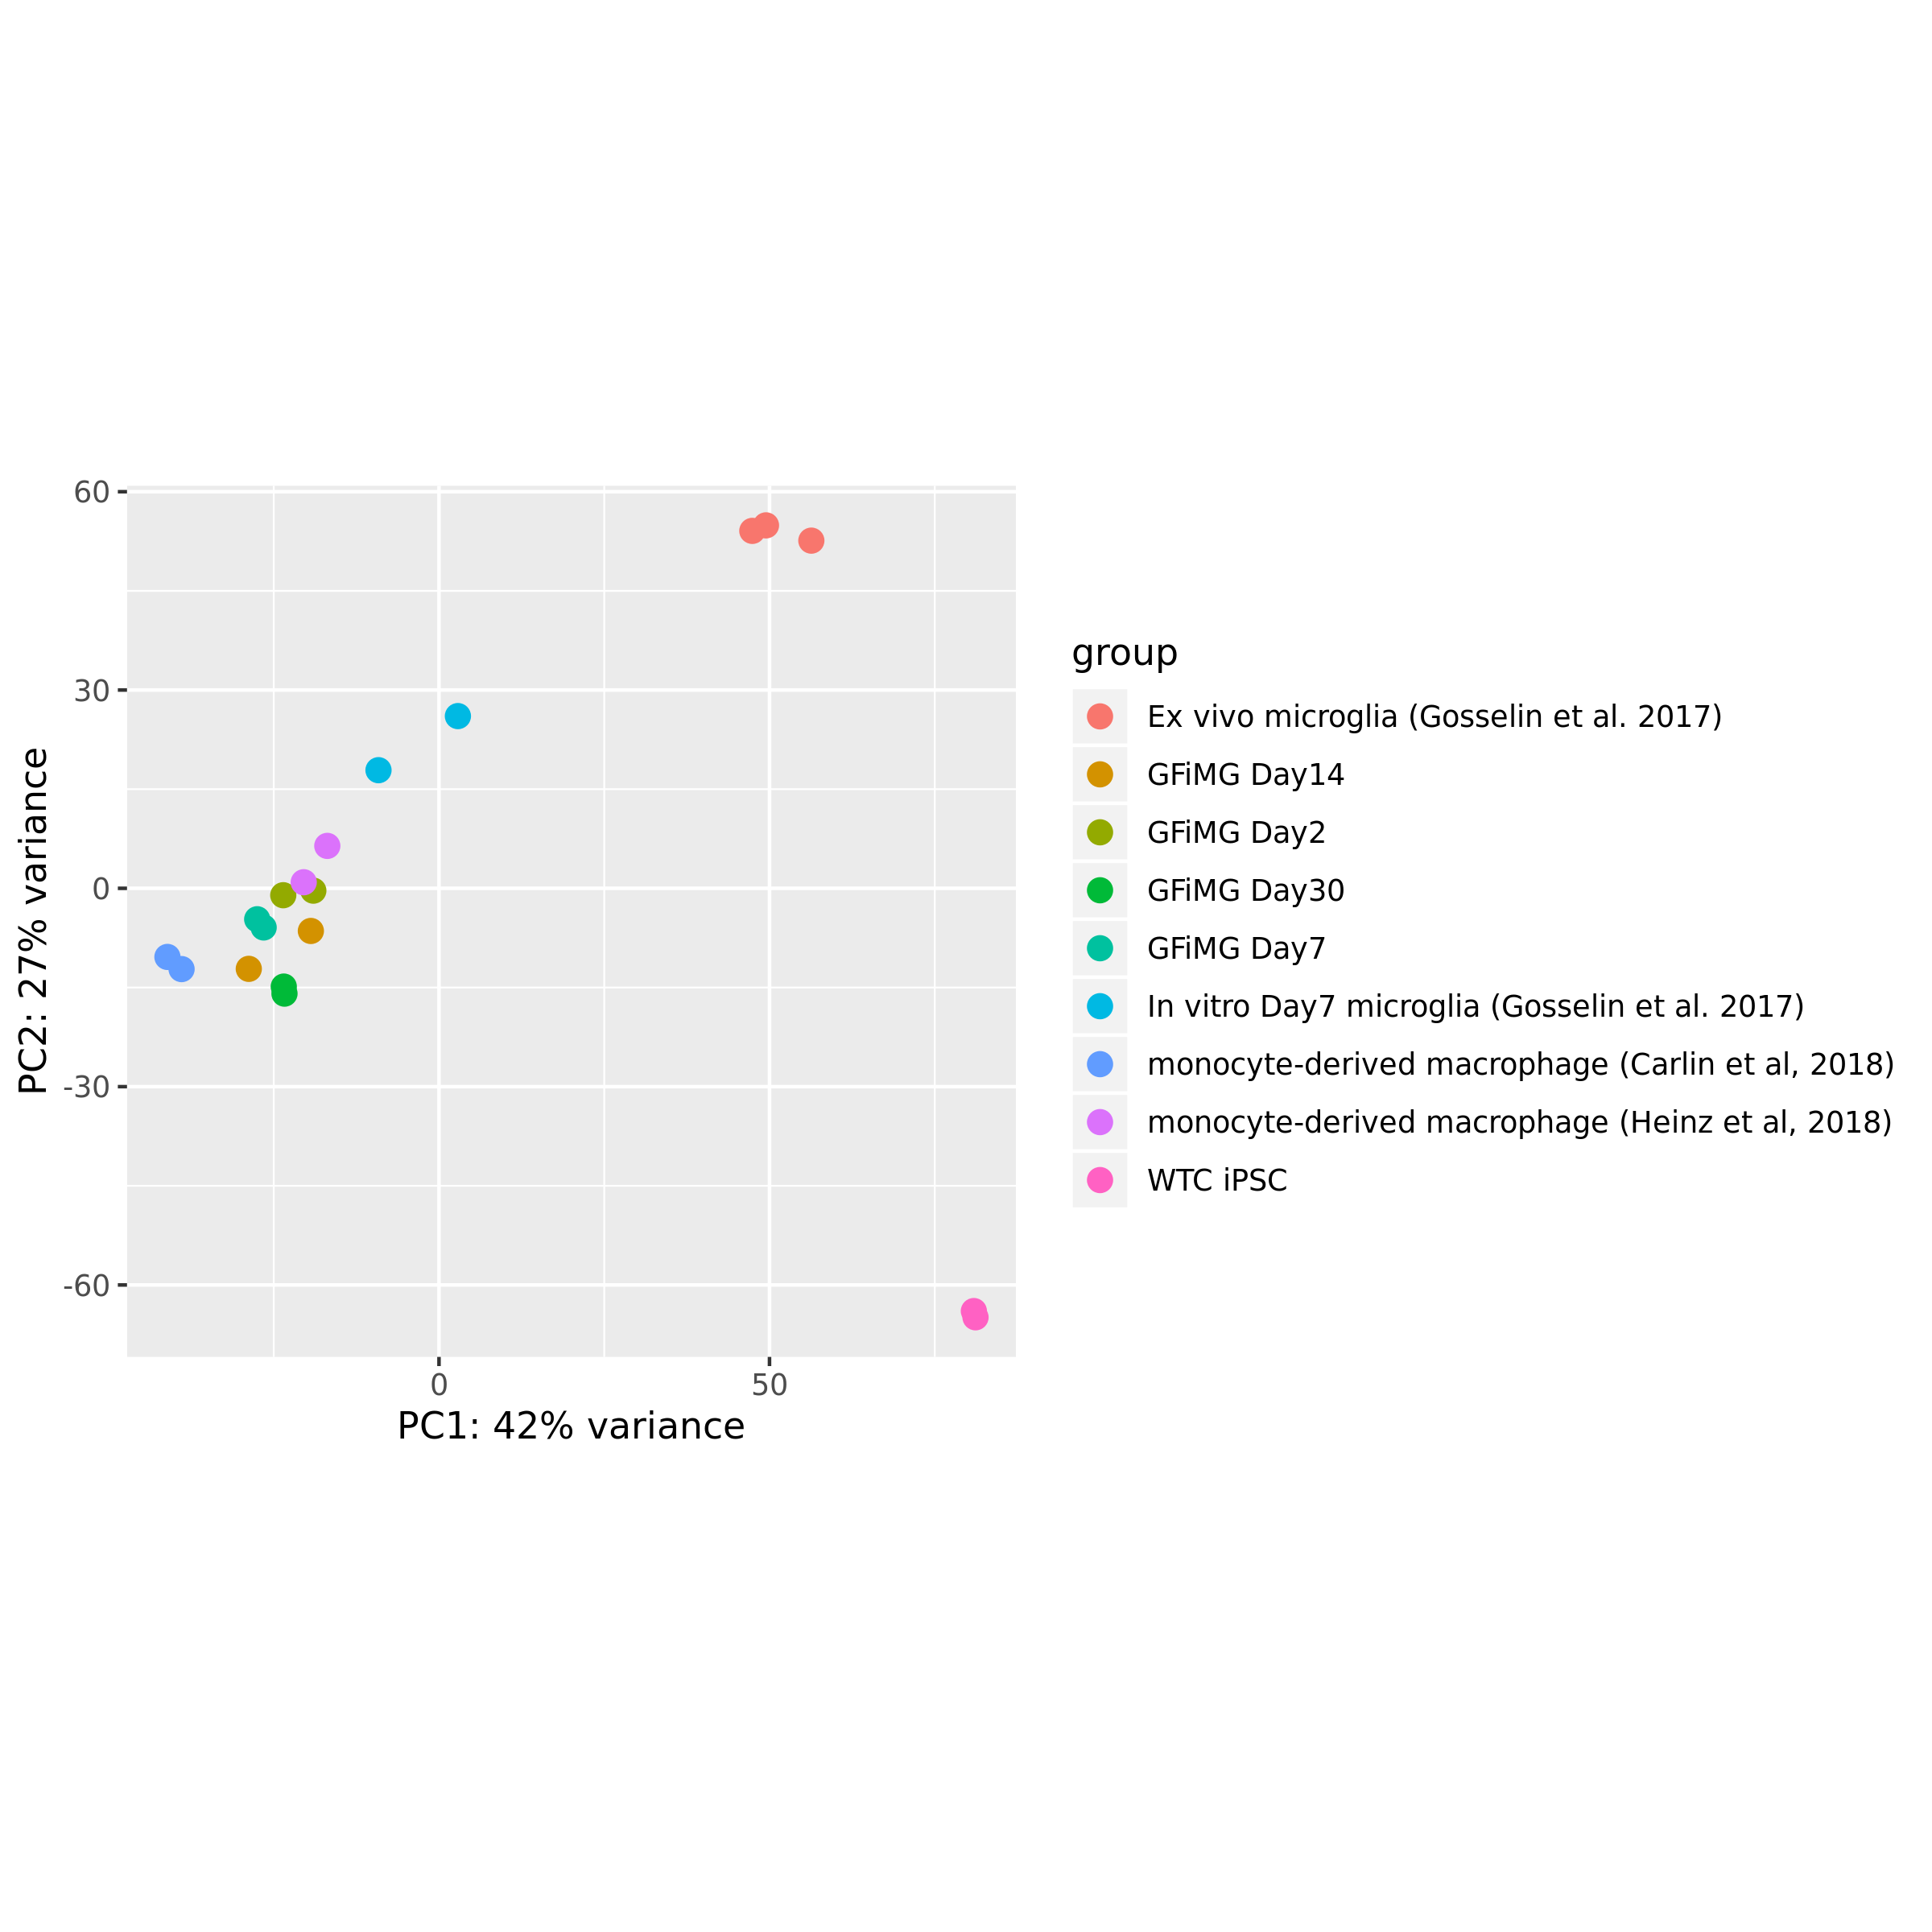 60
30
0
-30
-60
PC2: 27% variance
0
50
PC1: 42% variance
group
Ex vivo microglia (Gosselin et al. 2017)
GFiMG Day14
GFiMG Day2
GFiMG Day30
GFiMG Day7
In vitro Day7 microglia (Gosselin et al. 2017)
monocyte-derived macrophage (Carlin et al, 2018)
monocyte-derived macrophage (Heinz et al, 2018)
WTC iPSC